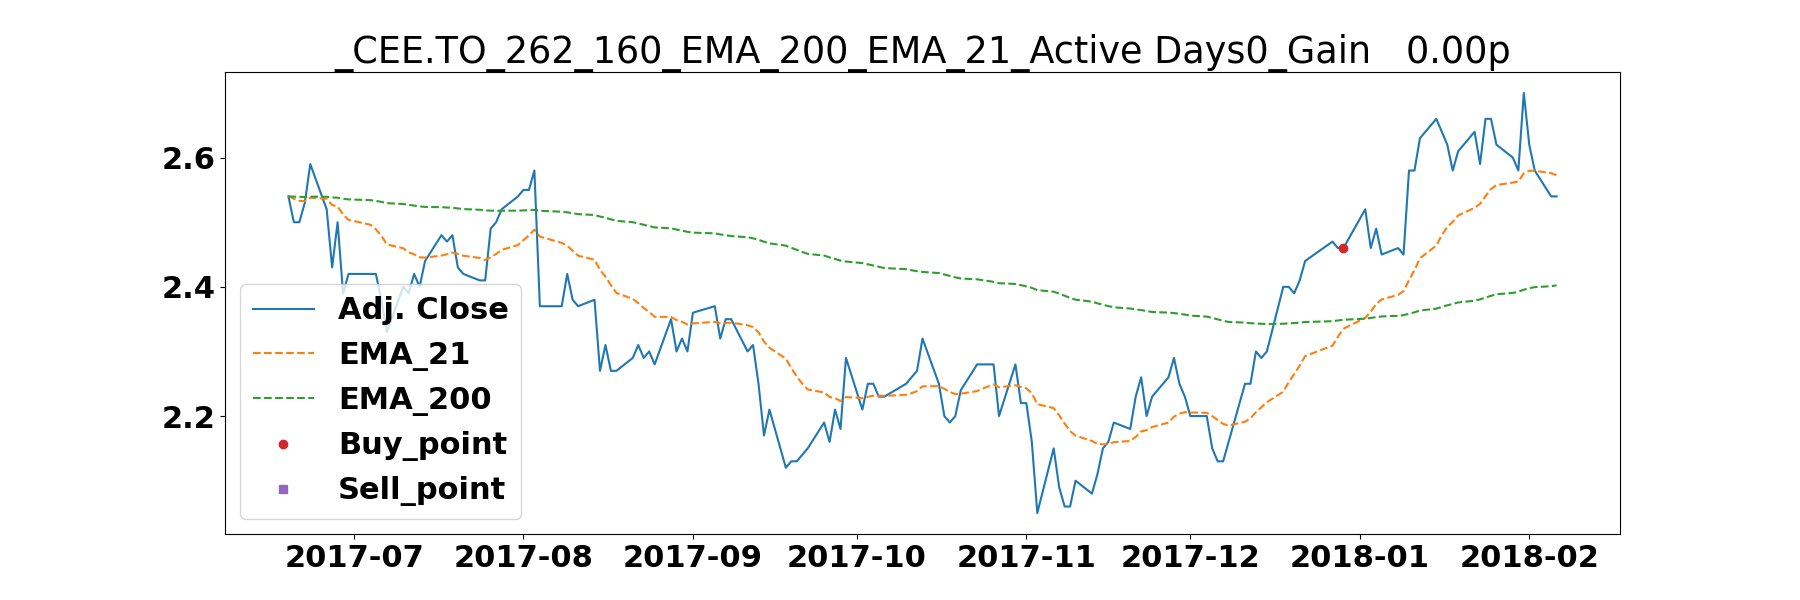 _CEE.TO_262_160_EMA_200_EMA_21_Active Days0_Gain   0.00p
2.6
2.4
2.2
Adj. Close
EMA_21
EMA_200
Buy_point
Sell_point
2017-07 2017-08 2017-09 2017-10 2017-11 2017-12 2018-01 2018-02